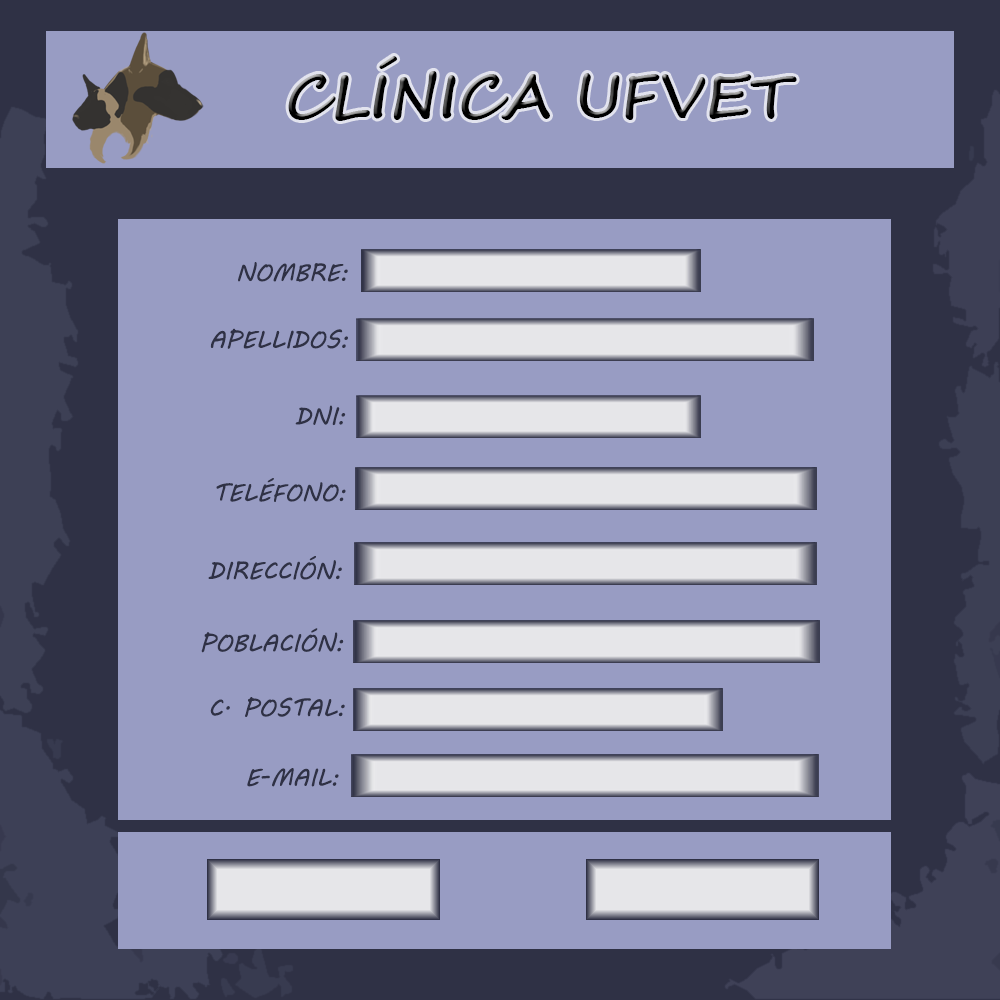 CLÍNICA UFVET
NOMBRE:
APELLIDOS:
DNI:
TELÉFONO:
DIRECCIÓN:
POBLACIÓN:
C. POSTAL:
E-MAIL: